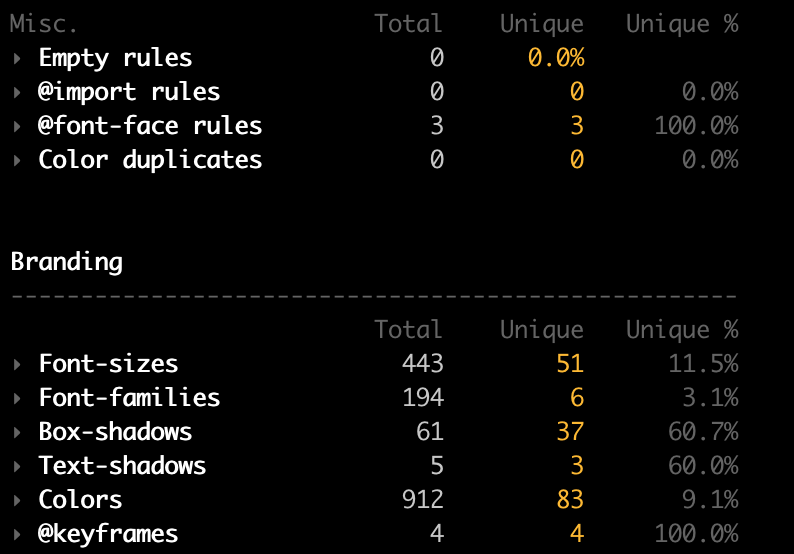 Misc. Total Unique Unique %
▸ Empty rules 0 0.0%
▸ @import rules 0 0 0.0%
▸ @font-face rules 3 3 100.0%
▸ Color duplicates 0 0 0.0%
Branding
----------------------------------------------------
Total Unique Unique %
▸ Font-sizes 443 51 11.5%
▸ Font-families 194 6 3.1%
▸ Box-shadows 61 37 60.7%
▸ Text-shadows 5 3 60.0%
▸ Colors 912 83 9.1%
▸ @keyframes 4 4 100.0%